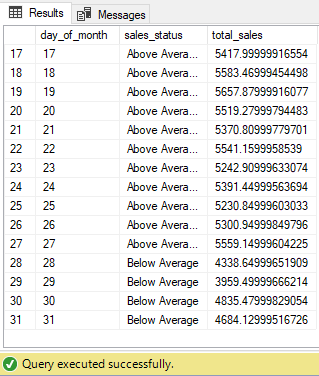 Results Messages
day_of_month sales_status total_sales
17 17 Above Avera... 5417.99999916554
18 18 Above Avera... 5583.46999454498
19 19 Above Avera... 5657.87999916077
20 20 Above Avera... 5519.27999794483
21 21 Above Avera... 5370.80999779701
22 22 Above Avera... 5541.1599958539
23 23 Above Avera... 5242.90999633074
24 24 Above Avera... 5391.44999563694
25 25 Above Avera... 5230.84999603033
26 26 Above Avera... 5300.94999849796
27 27 Above Avera... 5559.14999604225
28 28 Below Average 4338.64999651909
29 29 Below Average 3959.49999666214
30 30 Below Average 4835.47999829054
31 31 Below Average 4684.12999516726
Query executed successfully.